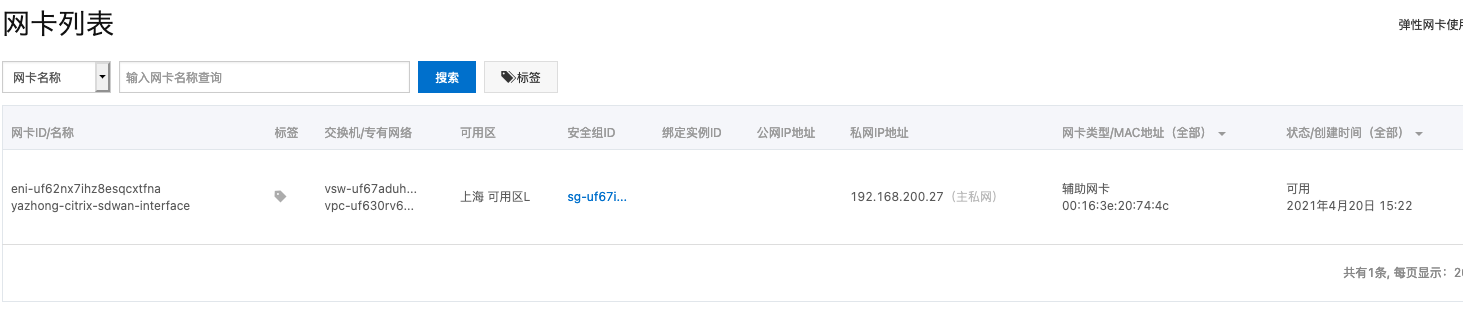 网卡列表
弹性网卡使用
网卡名称 输入网卡名称查询 搜索 标签
网卡ID/名称 标签 交换机/专有网络 可用区 安全组ID 绑定实例ID 公网IP地址 私网IP地址 网卡类型/MAC地址（全部） 状态/创建时间（全部）
eni-uf62nx7ihz8esqcxtfna vsw-uf67aduh... 上海 可用区L sg-uf67i... 192.168.200.27（主私网） 辅助网卡 可用
yazhong-citrix-sdwan-interface vpc-uf630rv6... 00:16:3e:20:74:4c 2021年4月20日 15:22
共有1条, 每页显示：20